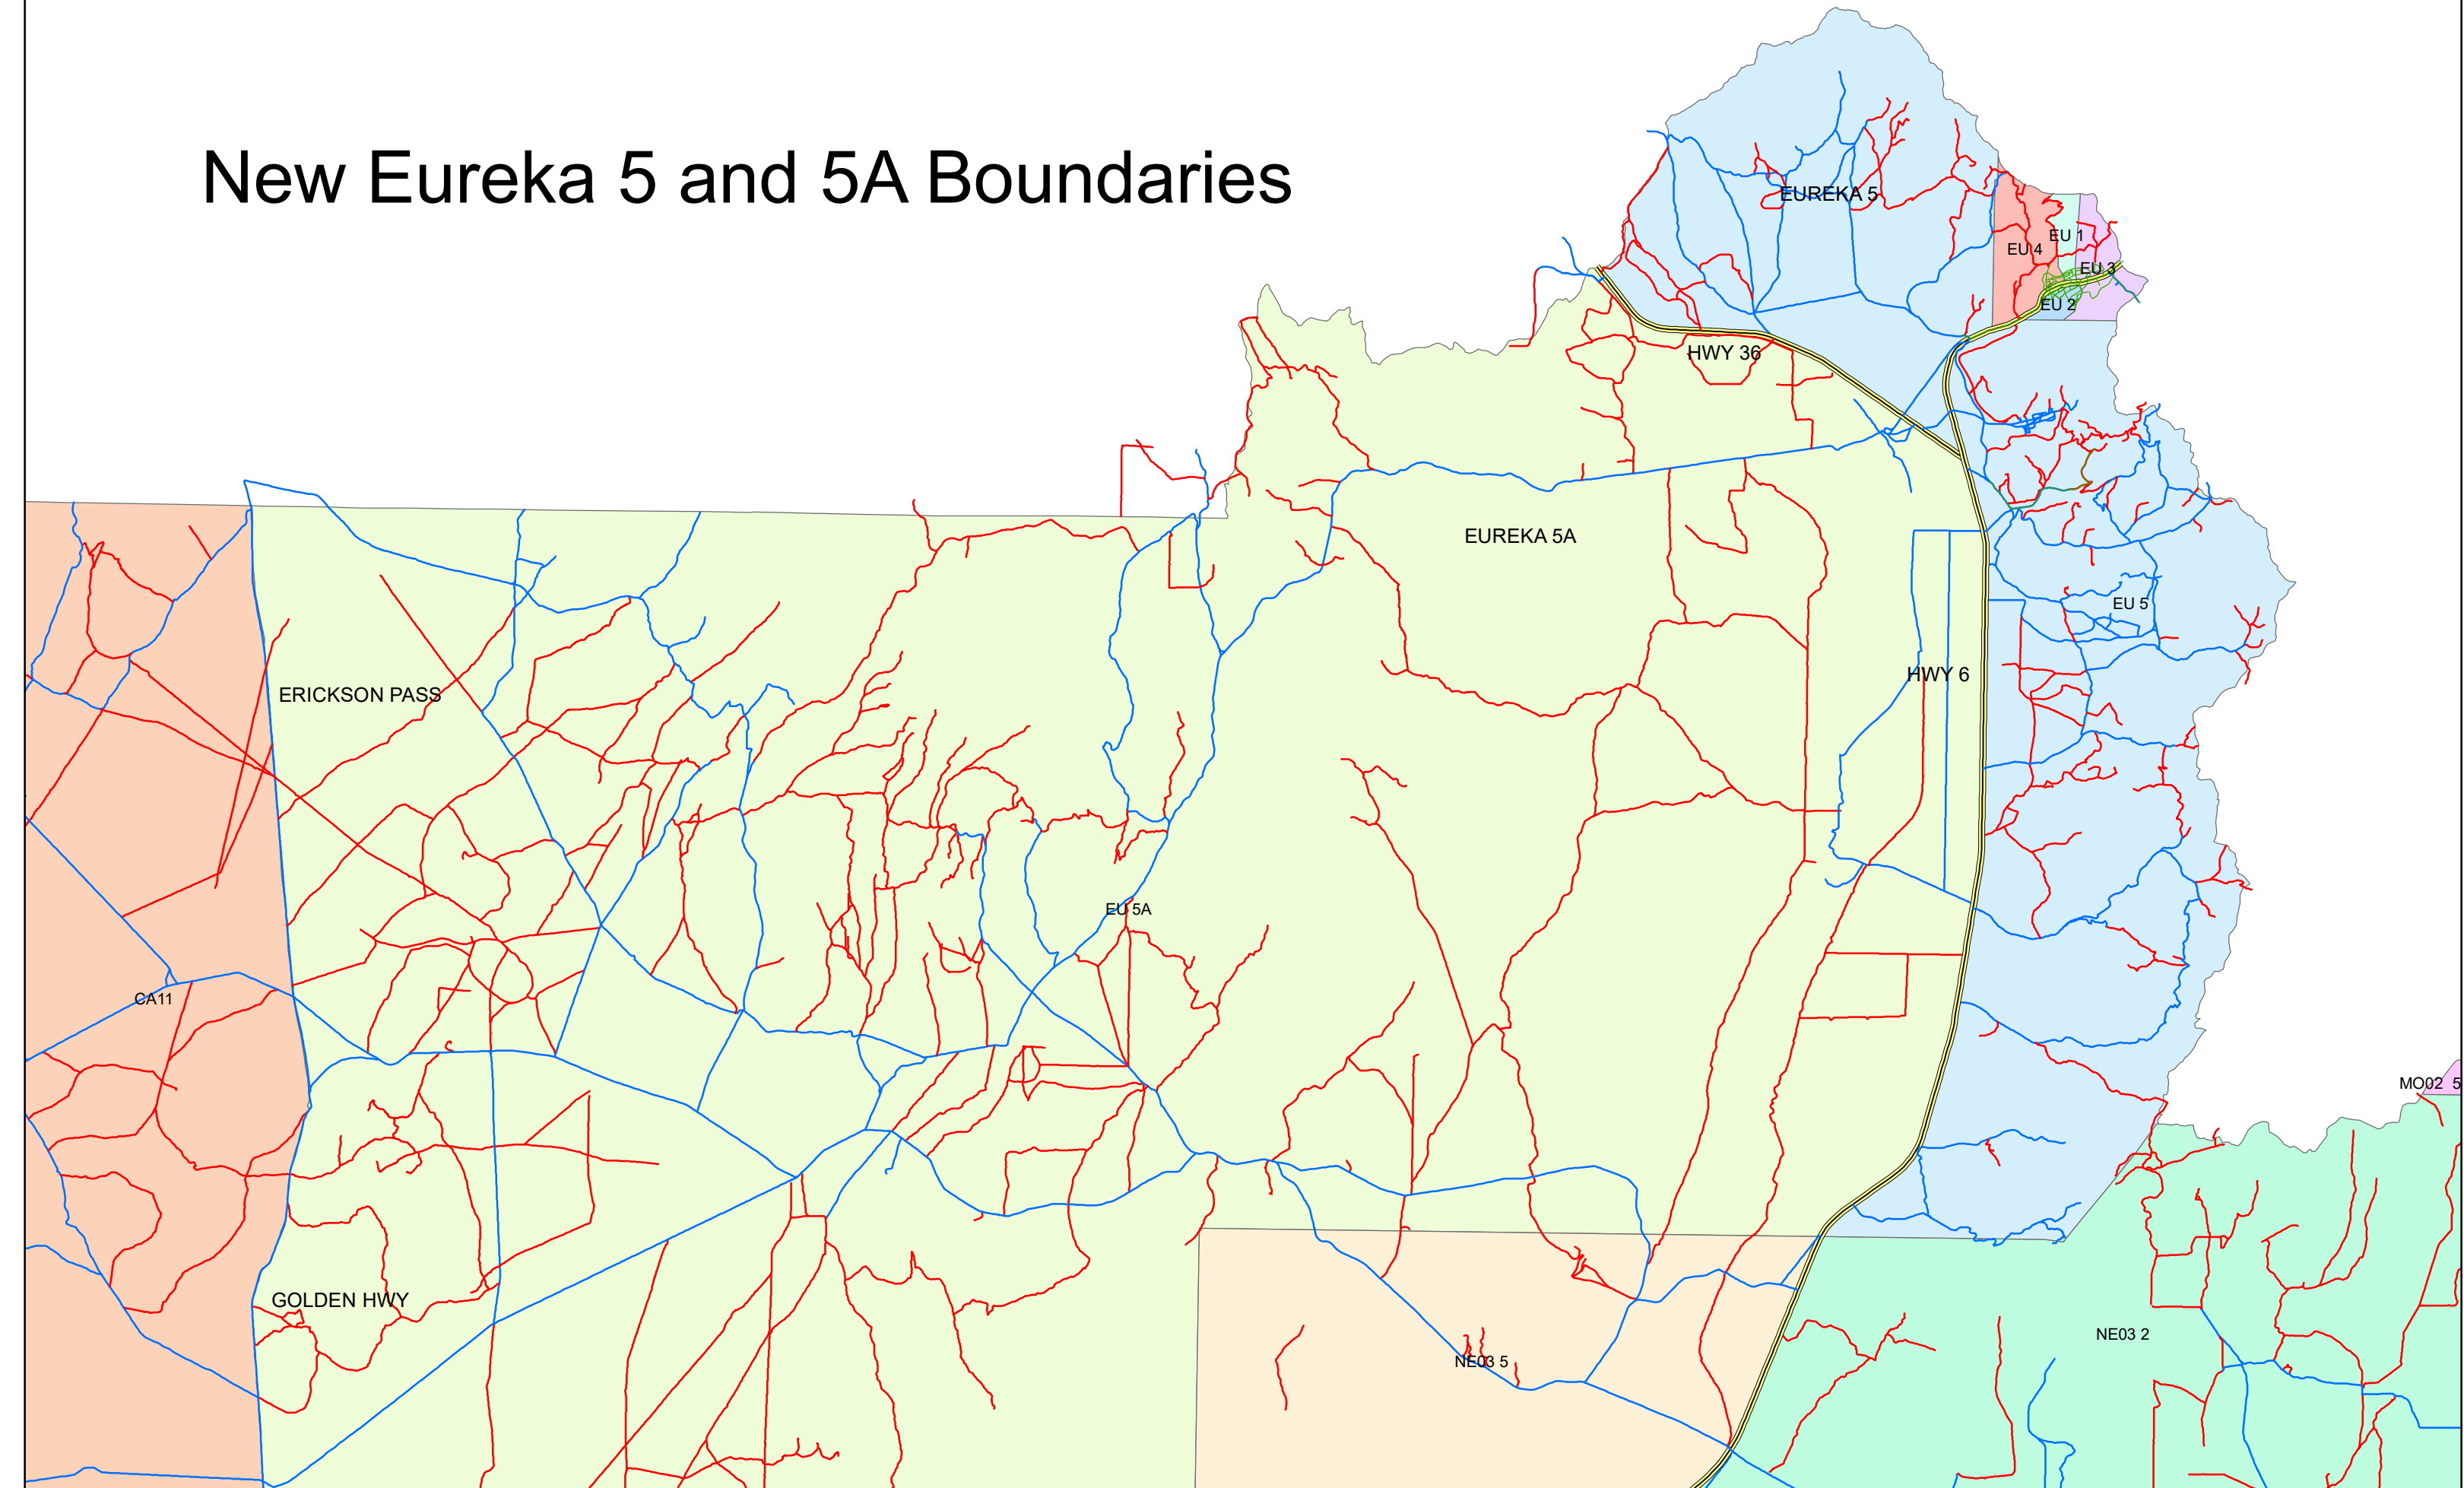 New Eureka 5 and 5A Boundaries
EUREKA 5
EU 1
EU 4
EU 3
EU 2
HWY 36
EUREKA 5A
EU 5
HWY 6
ERICKSON PASS
EU 5A
CA11
MO02 5
GOLDEN HWY
NE03 2
NE03 5